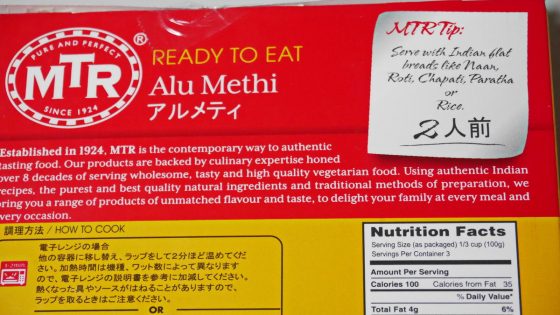 PURE AND PERFECT
MTR
SINCE 1924
®
READY TO EAT
Alu Methi
アルメティ
MTR Tip:
Serve with Indian flat
breads like Naan,
Roti, Chapati, Paratha
or
Rice.
2人前
Established in 1924, MTR is the contemporary way to authentic
tasting food. Our products are backed by culinary expertise honed
over 8 decades of serving wholesome, tasty and high quality vegetarian food. Using authentic Indian
recipes, the purest and best quality natural ingredients and traditional methods of preparation, we
bring you a range of products of unmatched flavour and taste, to delight your family at every meal and
every occasion.
調理方法 / HOW TO COOK
電子レンジの場合
他の容器に移し替え、ラップをして2分ほど温めてくだ
さい。加熱時間は機種、ワット数によって異なります
ので、電子レンジの説明書を参考に加減してください。
熱くなった具やソースがはねることがありますので、
ラップを取るときはご注意ください。
OR
Nutrition Facts
Serving Size (as packaged) 1/3 cup (100g)
Servings Per Container 3
Amount Per Serving
Calories 100 Calories from Fat 35
% Daily Value*
Total Fat 4g 6%